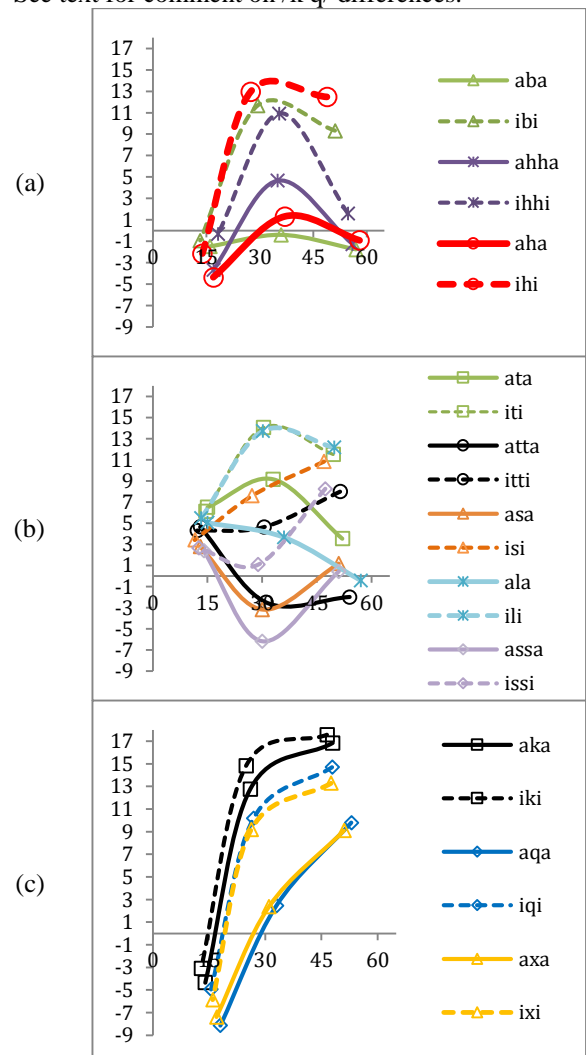 See text for comment on /k q/ differences.
(a)
17
15
13
11
9
7
5
3
1
-1
-3
-5
-7
-9
0 15 30 45 60
aba
ibi
ahha
ihhi
aha
ihi
(b)
17
15
13
11
9
7
5
3
1
-1
-3
-5
-7
-9
0 15 30 45 60
ata
iti
atta
itti
asa
isi
ala
ili
assa
issi
(c)
17
15
13
11
9
7
5
3
1
-1
-3
-5
-7
-9
0 15 30 45 60
aka
iki
aqa
iqi
axa
ixi